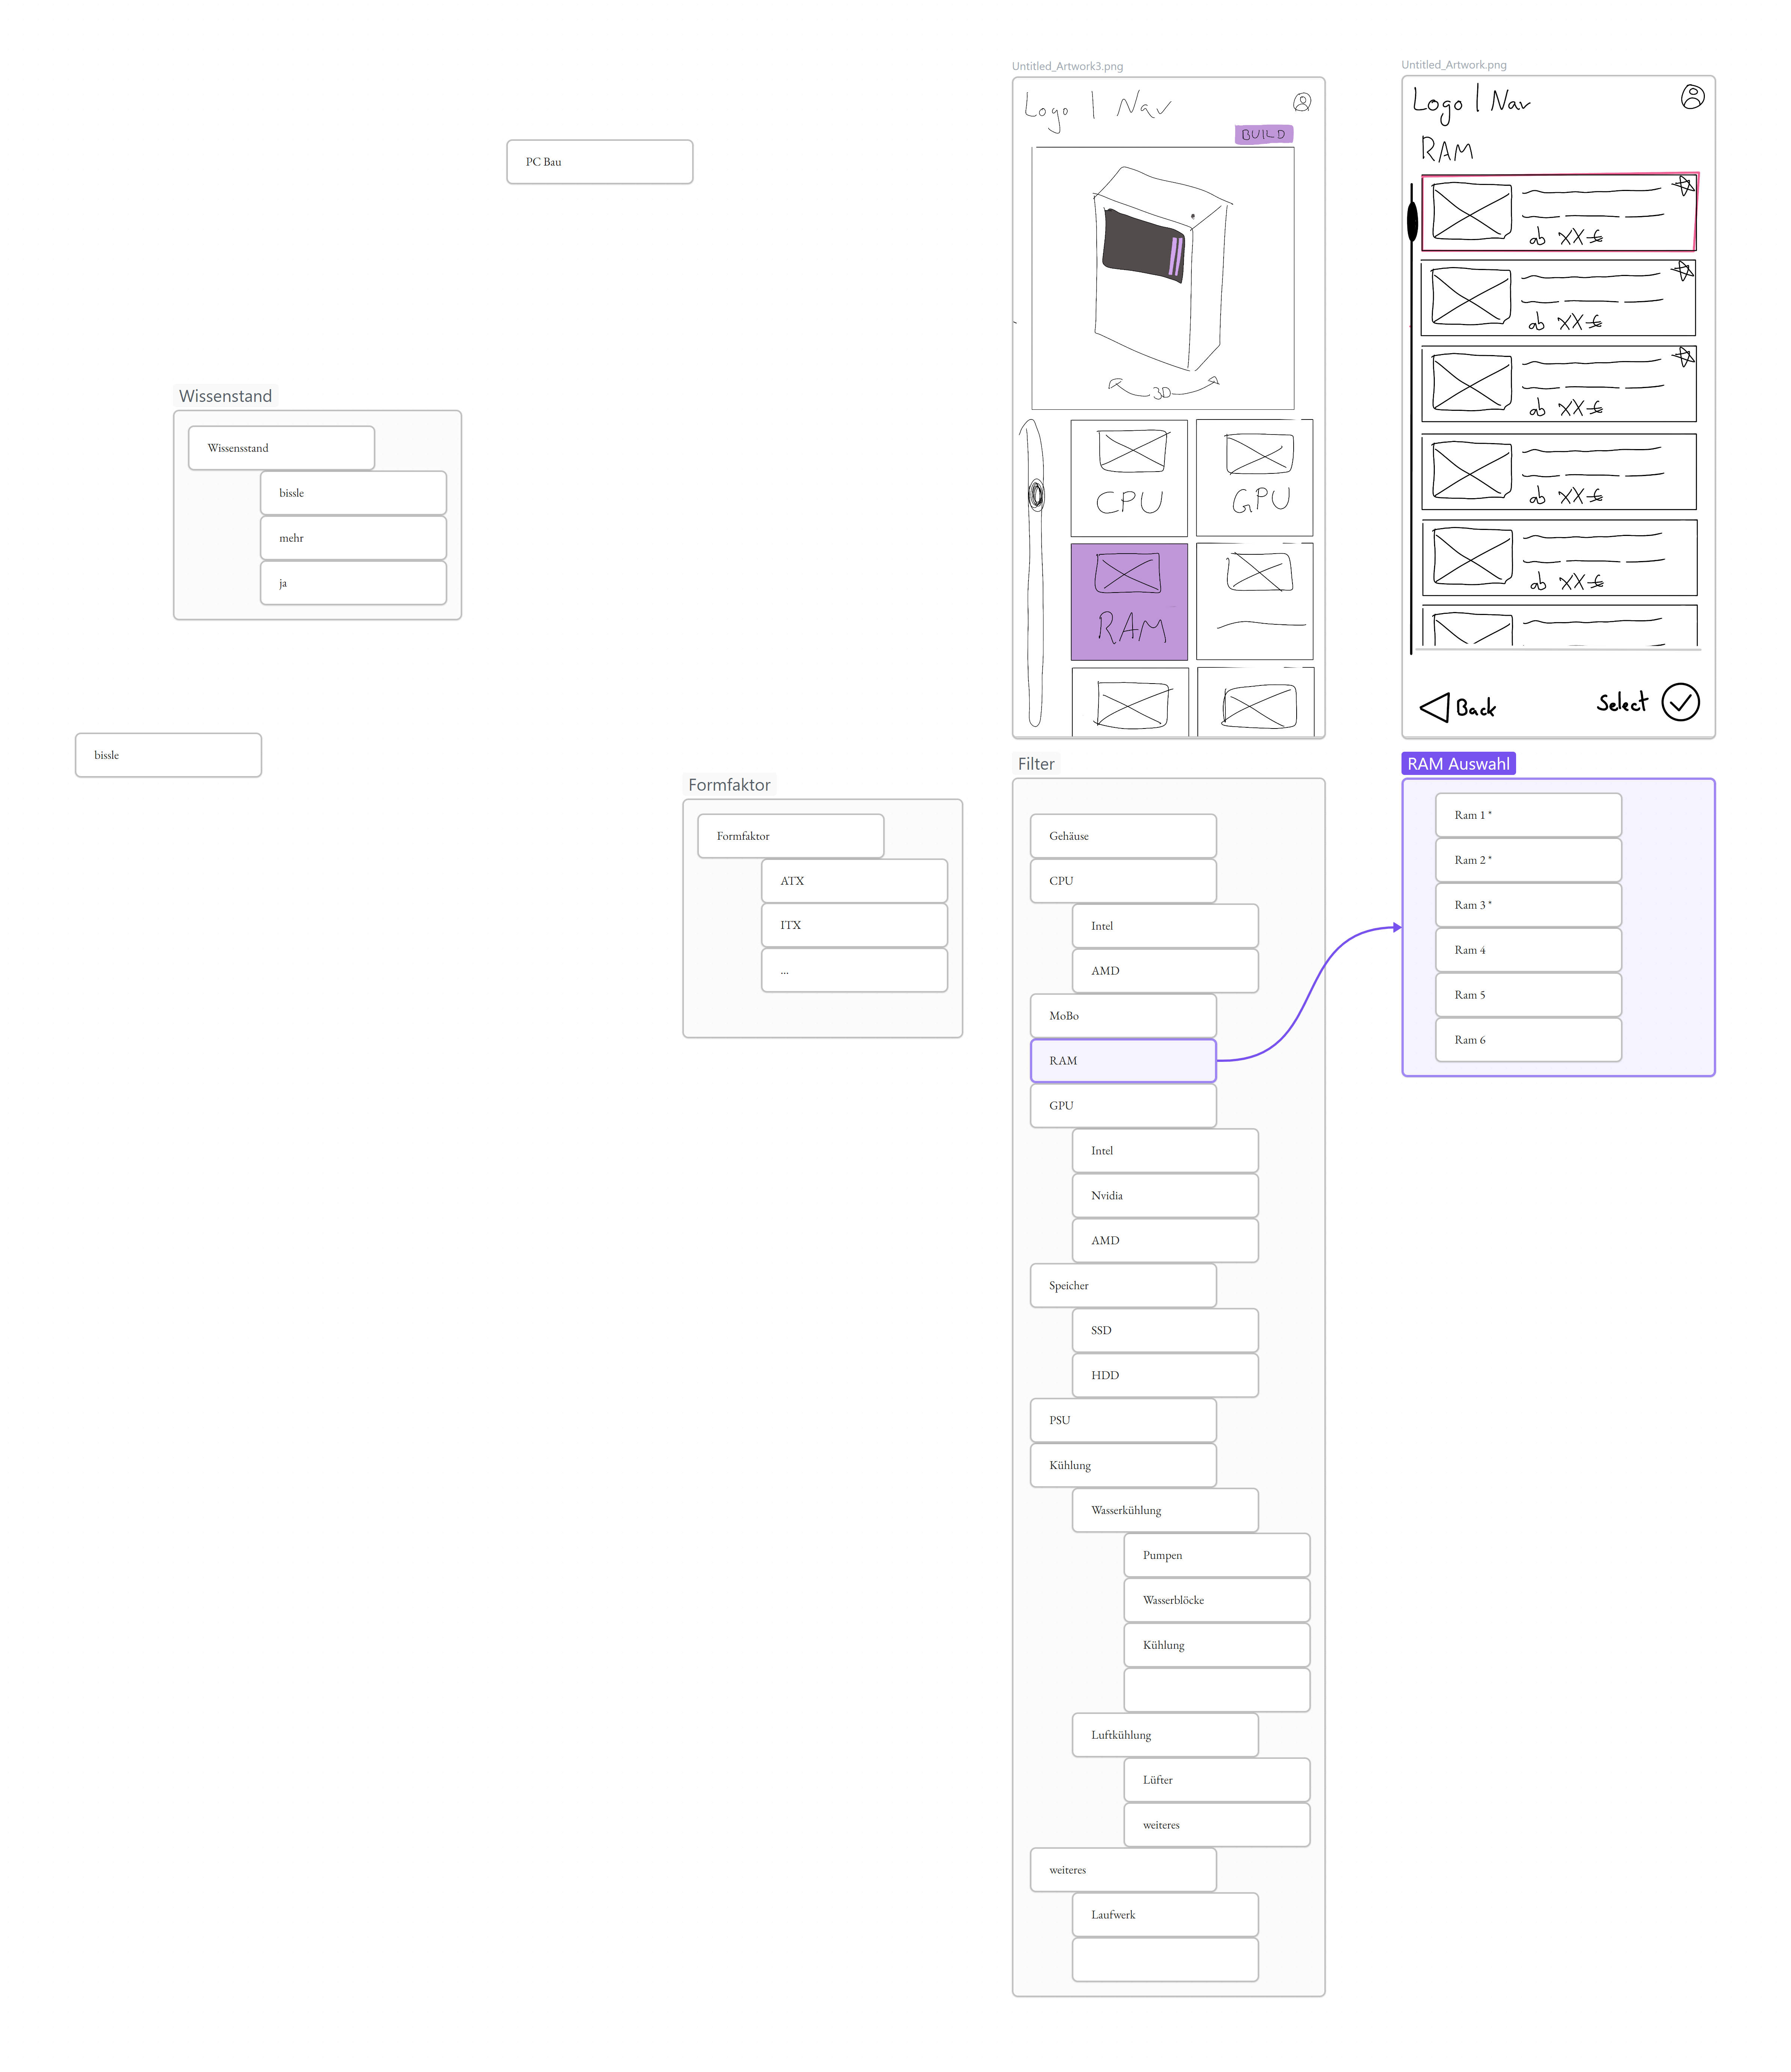 PC Bau
Wissenstand
Wissensstand
bissle
mehr
ja
bissle
Formfaktor
Formfaktor
ATX
ITX
...
Untitled_Artwork3.png
Logo | Nav
BUILD
3D
CPU
GPU
RAM
Filter
Gehäuse
CPU
Intel
AMD
MoBo
RAM
GPU
Intel
Nvidia
AMD
Speicher
SSD
HDD
PSU
Kühlung
Wasserkühlung
Pumpen
Wasserblöcke
Kühlung
Luftkühlung
Lüfter
weiteres
weiteres
Laufwerk
Untitled_Artwork.png
Logo | Nav
RAM
ab XX €
ab XX €
ab XX €
ab XX €
ab XX €
Back
Select
RAM Auswahl
Ram 1 *
Ram 2 *
Ram 3 *
Ram 4
Ram 5
Ram 6